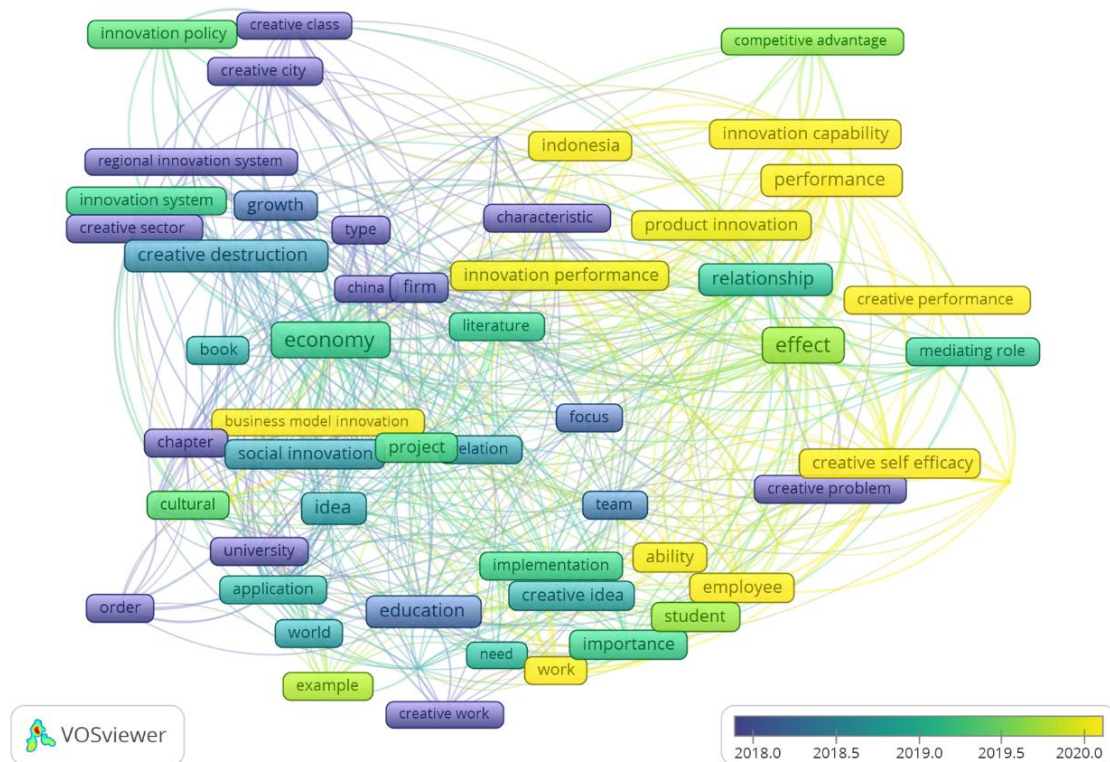 innovation policy
creative class
competitive advantage
creative city
innovation capability
indonesia
regional innovation system
performance
innovation system
growth
characteristic
product innovation
creative sector
type
creative destruction
innovation performance
relationship
china
firm
creative performance
literature
economy
effect
book
mediating role
business model innovation
focus
chapter
project
social innovation
elation
creative self efficacy
creative problem
cultural
idea
team
university
ability
implementation
application
creative idea
employee
order
education
student
world
importance
need
work
example
creative work
VOSviewer
2018.0 2018.5 2019.0 2019.5 2020.0